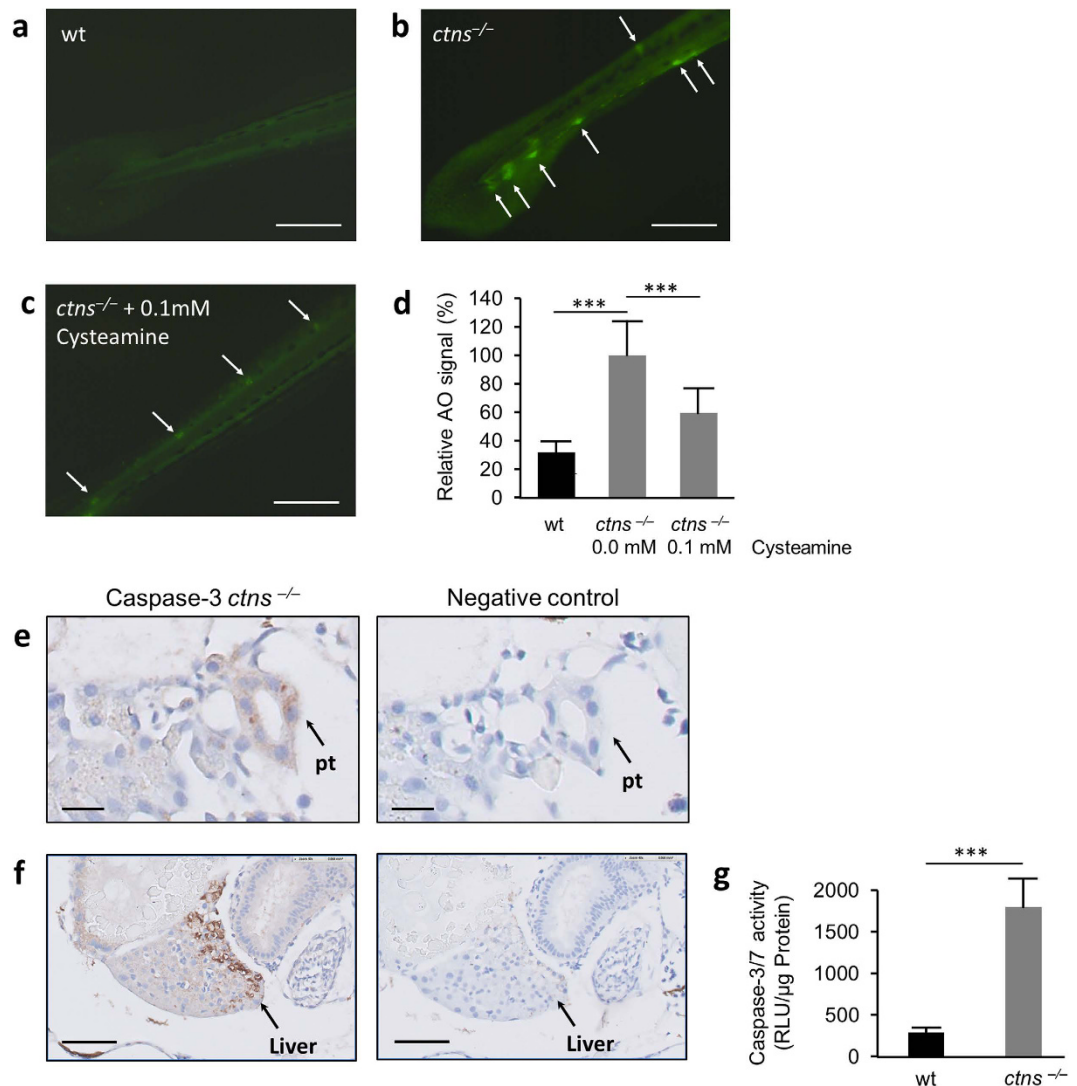 a
wt
b
ctns⁻/⁻
c
ctns⁻/⁻ + 0.1mM
Cysteamine
d
Relative AO signal (%)
140
120
100
80
60
40
20
0
***
***
wt
ctns ⁻/⁻
0.0 mM
ctns ⁻/⁻
0.1 mM
Cysteamine
Caspase-3 ctns ⁻/⁻
Negative control
e
pt
pt
f
Liver
Liver
g
Caspase-3/7 activity
(RLU/µg Protein)
2000
1500
1000
500
0
***
wt
ctns ⁻/⁻